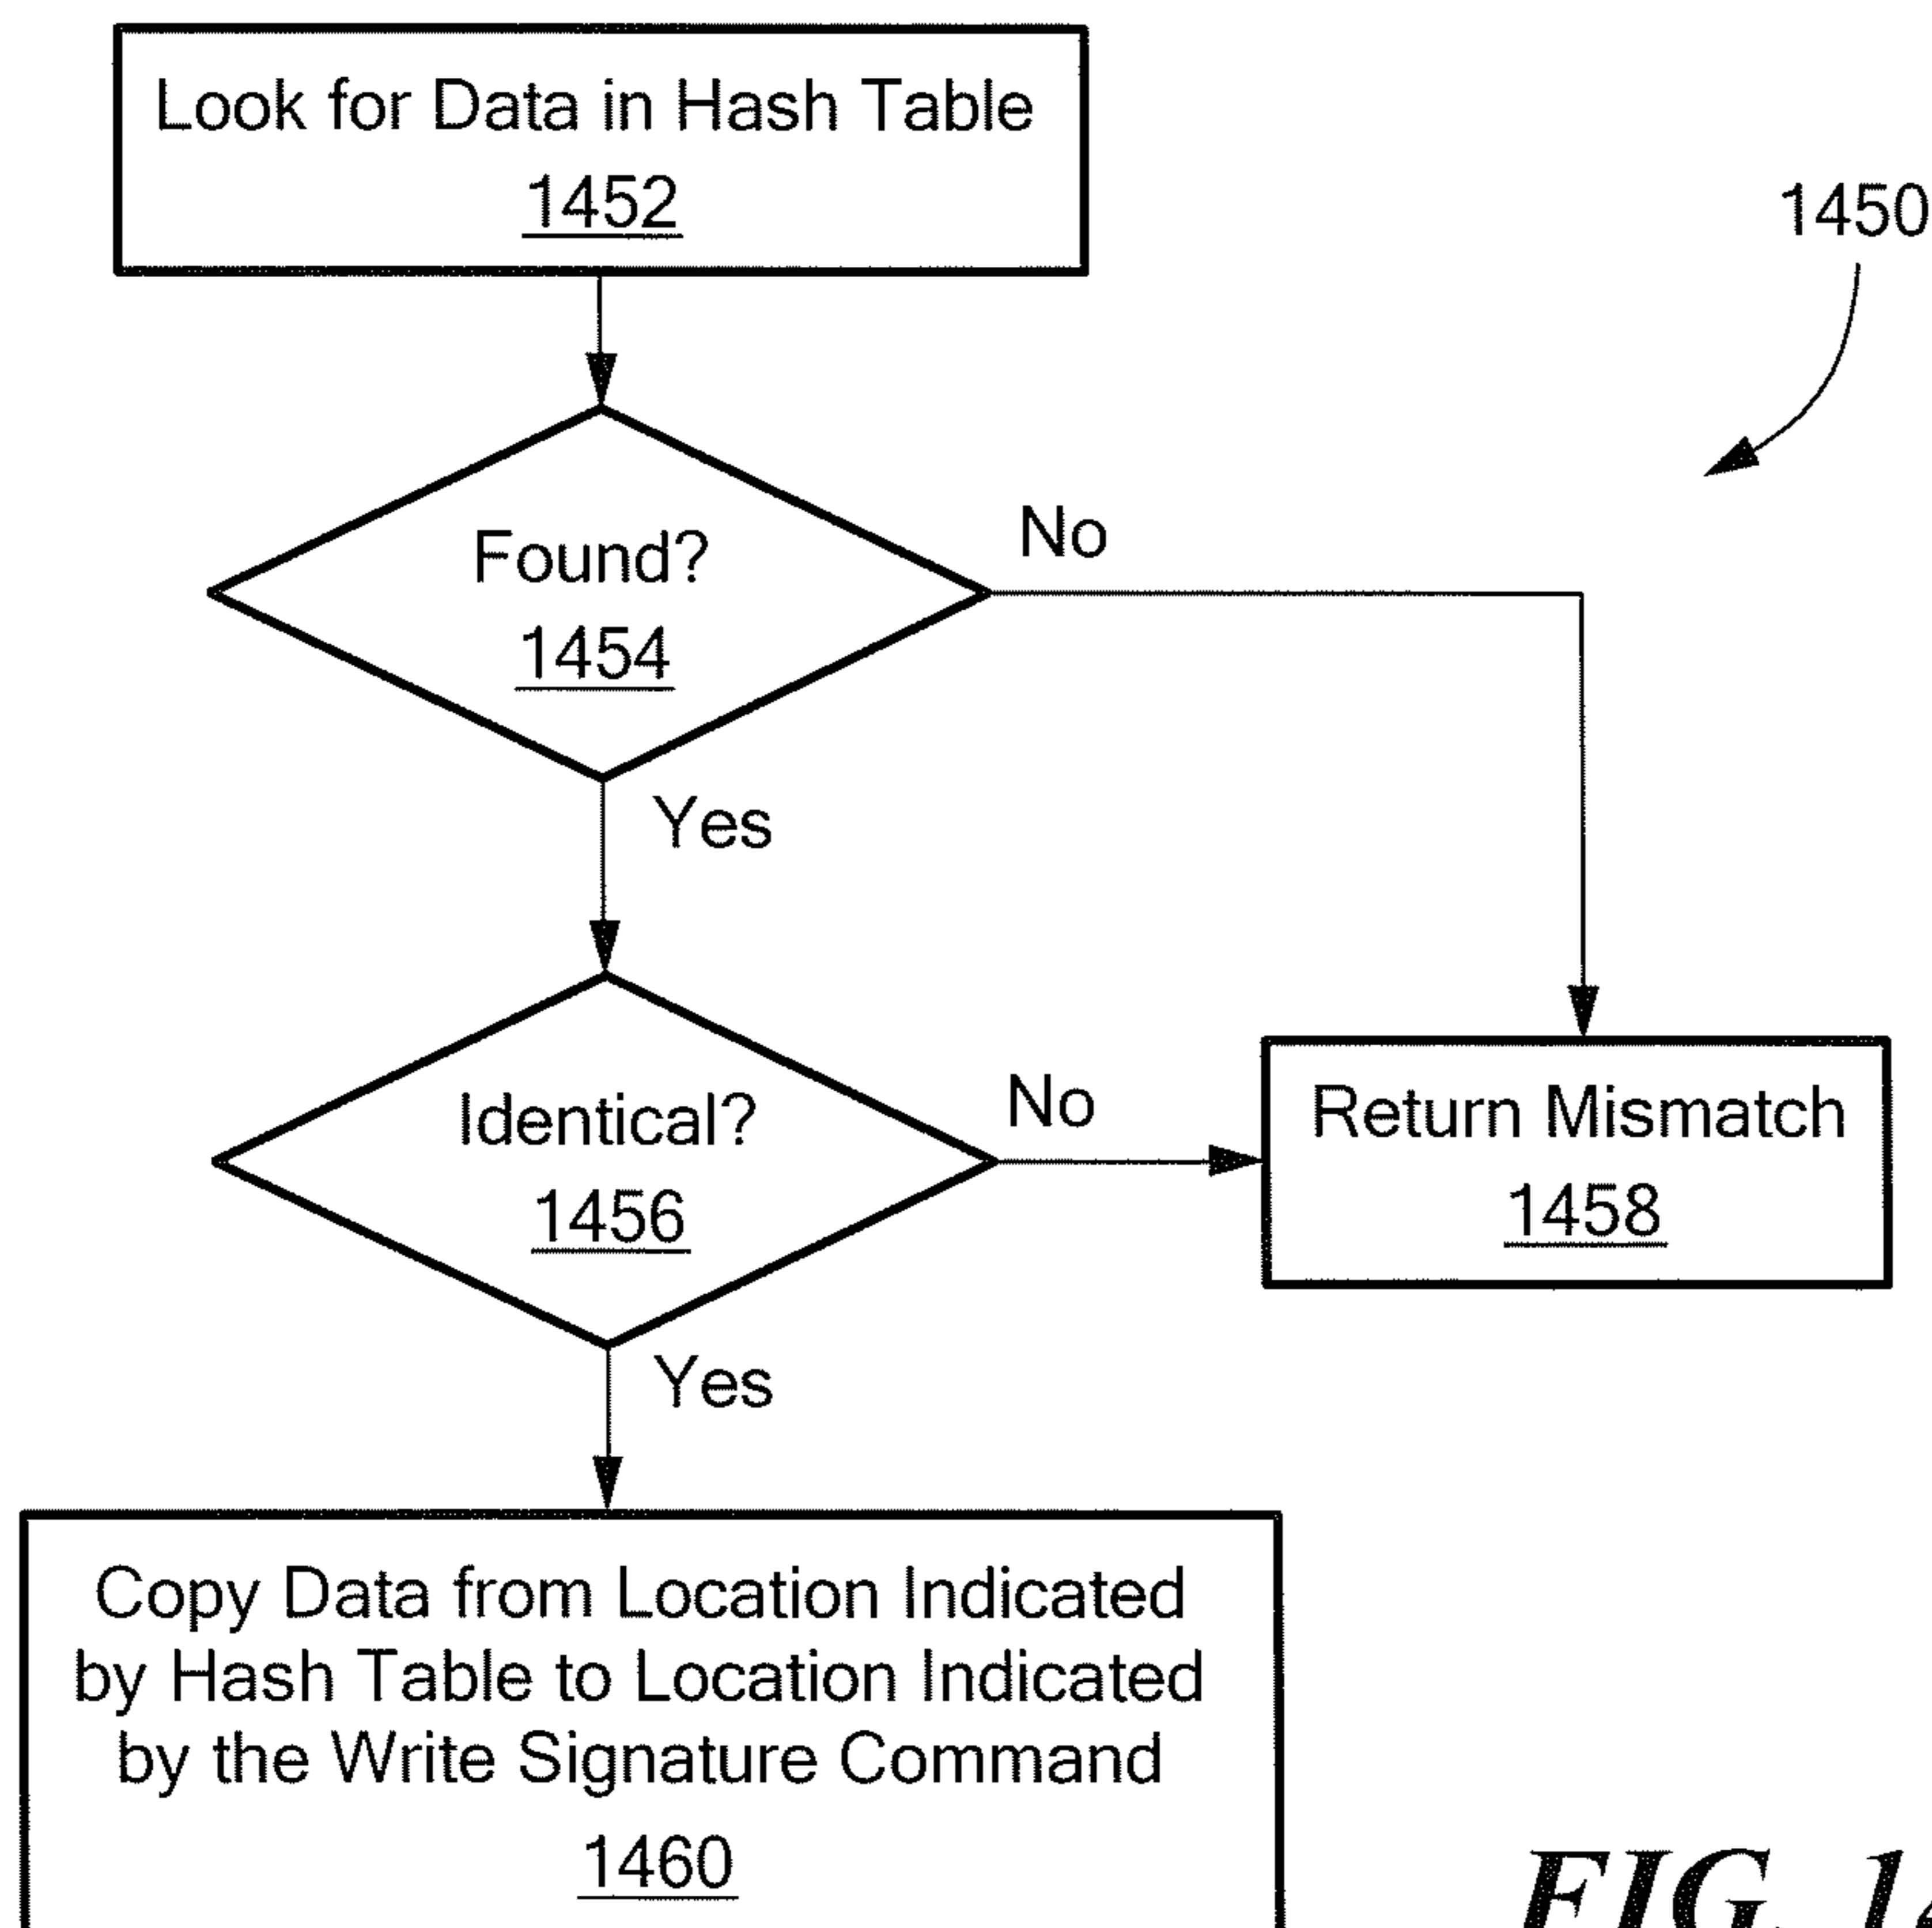 Look for Data in Hash Table
1452
1450
Found?
1454
No
Yes
Identical?
1456
No
Return Mismatch
1458
Yes
Copy Data from Location Indicated
by Hash Table to Location Indicated
by the Write Signature Command
1460
FIG.